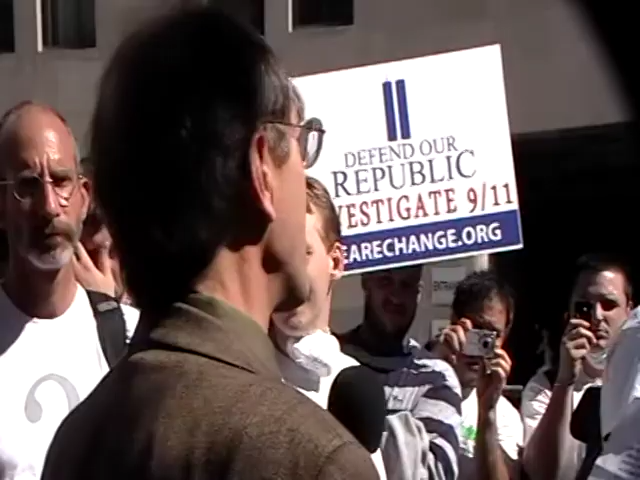 DEFEND OUR
REPUBLIC
VESTIGATE 9/11
EARECHANGE.ORG
?